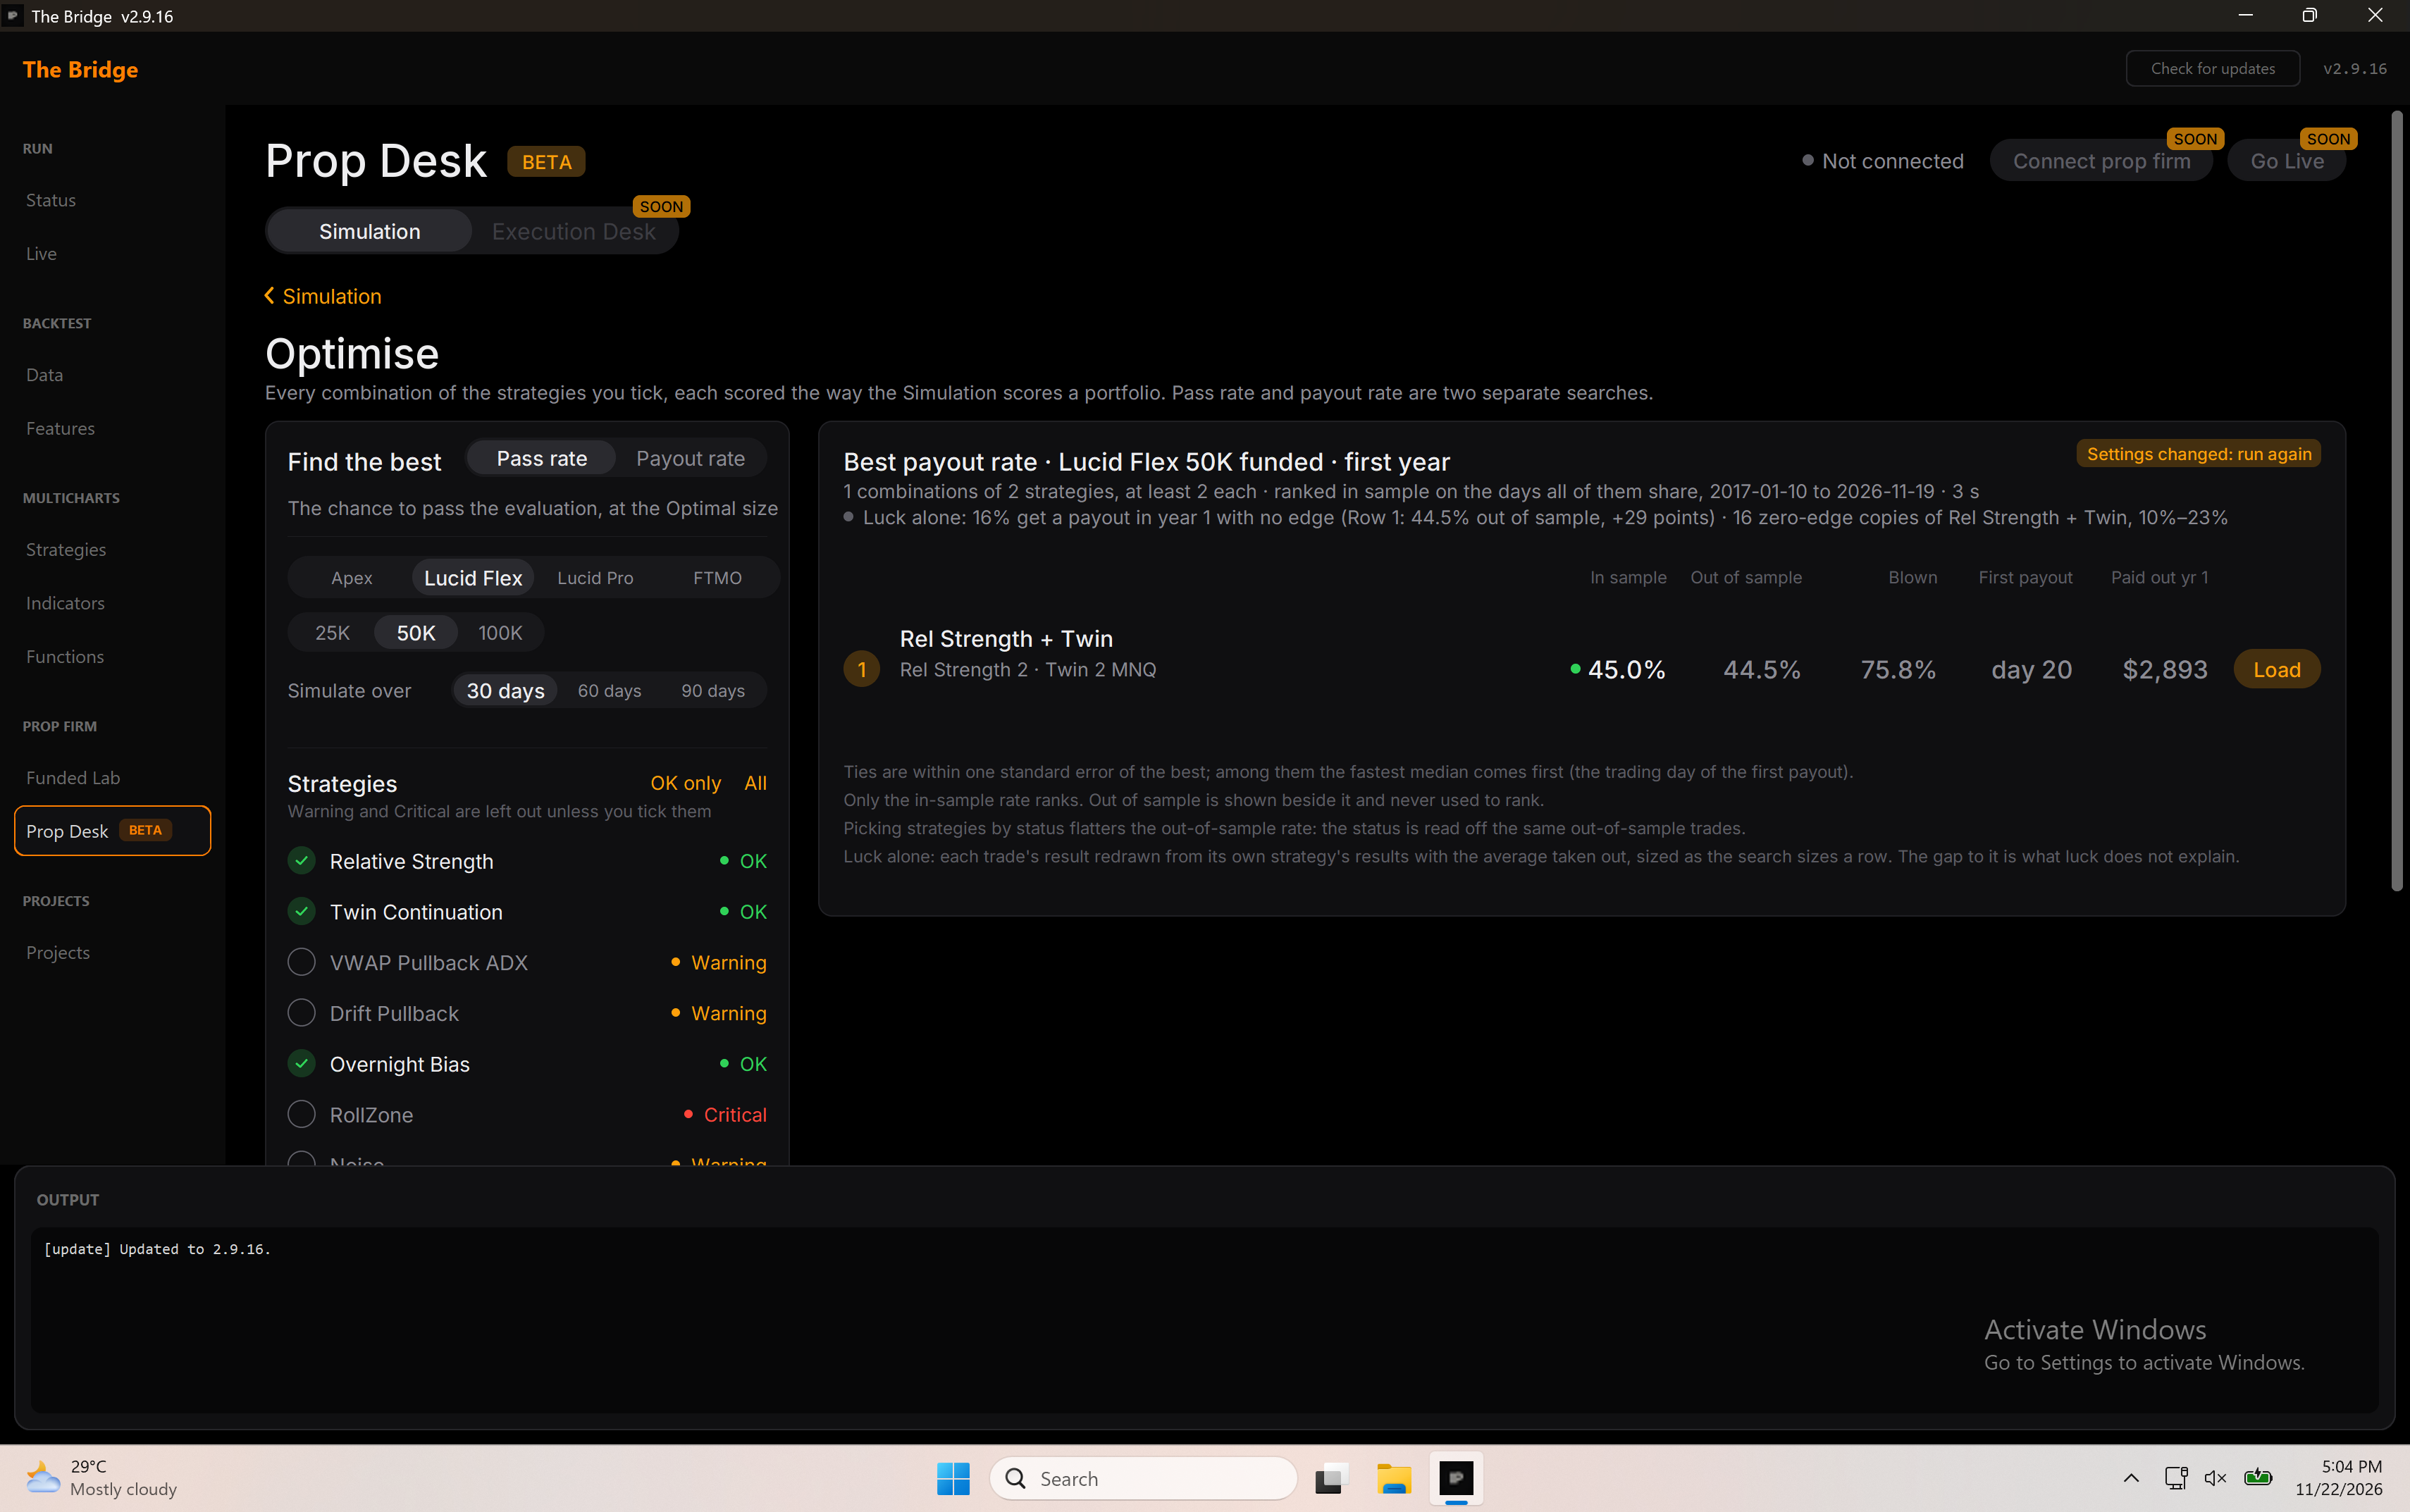 The Bridge v2.9.16
The Bridge
Check for updates
v2.9.16
RUN
Status
Live
BACKTEST
Data
Features
MULTICHARTS
Strategies
Indicators
Functions
PROP FIRM
Funded Lab
Prop Desk BETA
PROJECTS
Projects
Prop Desk BETA
Not connected
Connect prop firm SOON
Go Live SOON
Simulation
Execution Desk SOON
Simulation
Optimise
Every combination of the strategies you tick, each scored the way the Simulation scores a portfolio. Pass rate and payout rate are two separate searches.
Find the best Pass rate Payout rate
The chance to pass the evaluation, at the Optimal size
Apex Lucid Flex Lucid Pro FTMO
25K 50K 100K
Simulate over 30 days 60 days 90 days
Strategies OK only All
Warning and Critical are left out unless you tick them
Relative Strength OK
Twin Continuation OK
VWAP Pullback ADX Warning
Drift Pullback Warning
Overnight Bias OK
RollZone Critical
Noise Warning
Best payout rate · Lucid Flex 50K funded · first year
Settings changed: run again
1 combinations of 2 strategies, at least 2 each · ranked in sample on the days all of them share, 2017-01-10 to 2026-11-19 · 3 s
Luck alone: 16% get a payout in year 1 with no edge (Row 1: 44.5% out of sample, +29 points) · 16 zero-edge copies of Rel Strength + Twin, 10%–23%
In sample Out of sample Blown First payout Paid out yr 1
Rel Strength + Twin
1 Rel Strength 2 · Twin 2 MNQ 45.0% 44.5% 75.8% day 20 $2,893 Load
Ties are within one standard error of the best; among them the fastest median comes first (the trading day of the first payout).
Only the in-sample rate ranks. Out of sample is shown beside it and never used to rank.
Picking strategies by status flatters the out-of-sample rate: the status is read off the same out-of-sample trades.
Luck alone: each trade's result redrawn from its own strategy's results with the average taken out, sized as the search sizes a row. The gap to it is what luck does not explain.
OUTPUT
[update] Updated to 2.9.16.
Activate Windows
Go to Settings to activate Windows.
29°C
Mostly cloudy
Search
5:04 PM
11/22/2026